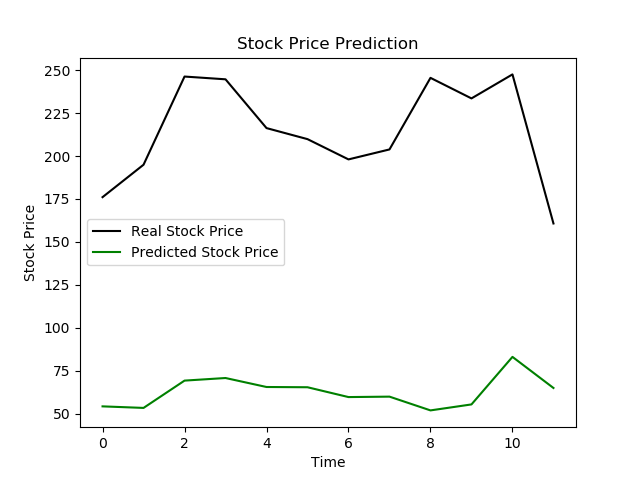 Stock Price Prediction
Stock Price
250
225
200
175
150
125
100
75
50
Real Stock Price
Predicted Stock Price
0 2 4 6 8 10
Time